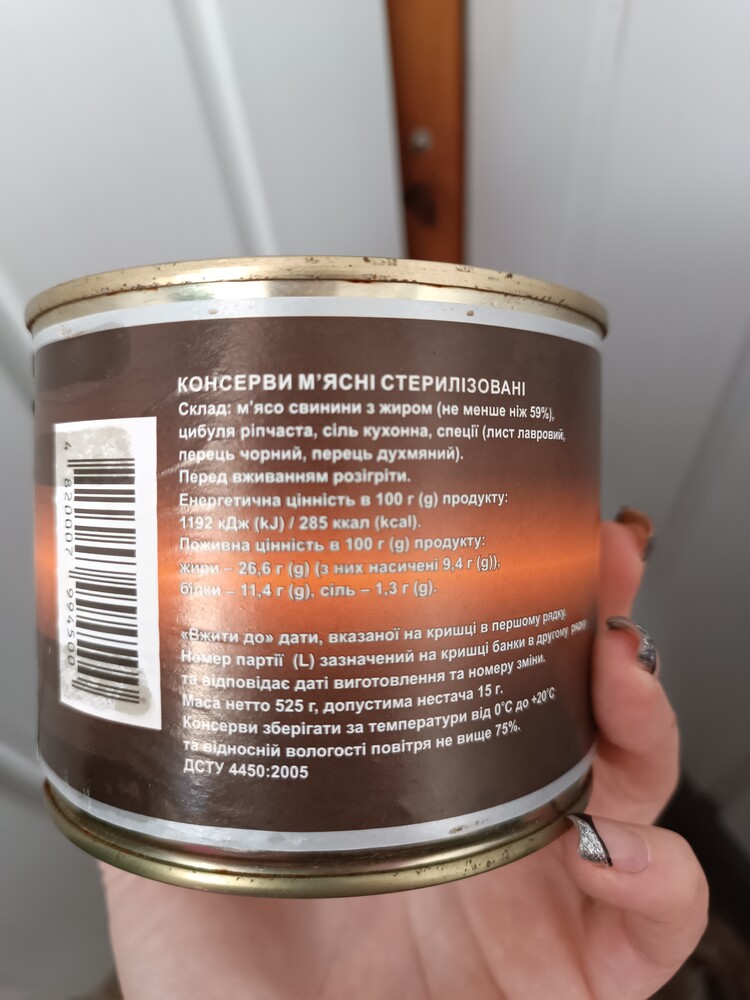 КОНСЕРВИ М'ЯСНІ СТЕРИЛІЗОВАНІ
Склад: м'ясо свинини з жиром (не менше ніж 59%),
цибуля ріпчаста, сіль кухонна, спеції (лист лавровий,
перець чорний, перець духмяний).
Перед вживанням розігріти.
Енергетична цінність в 100 г (g) продукту:
1192 кДж (kJ) / 285 ккал (kcal).
Поживна цінність в 100 г (g) продукту:
жири – 26,6 г (g) (з них насичені 9,4 г (g)),
білки – 11,4 г (g), сіль – 1,3 г (g).
«Вжити до» дати, вказаної на кришці в першому рядку.
Номер партії (L) зазначений на кришці банки в другому рядку
та відповідає даті виготовлення та номеру зміни.
Маса нетто 525 г, допустима нестача 15 г.
Консерви зберігати за температури від 0°С до +20°С
та відносній вологості повітря не вище 75%.
ДСТУ 4450:2005
4 820007 994500